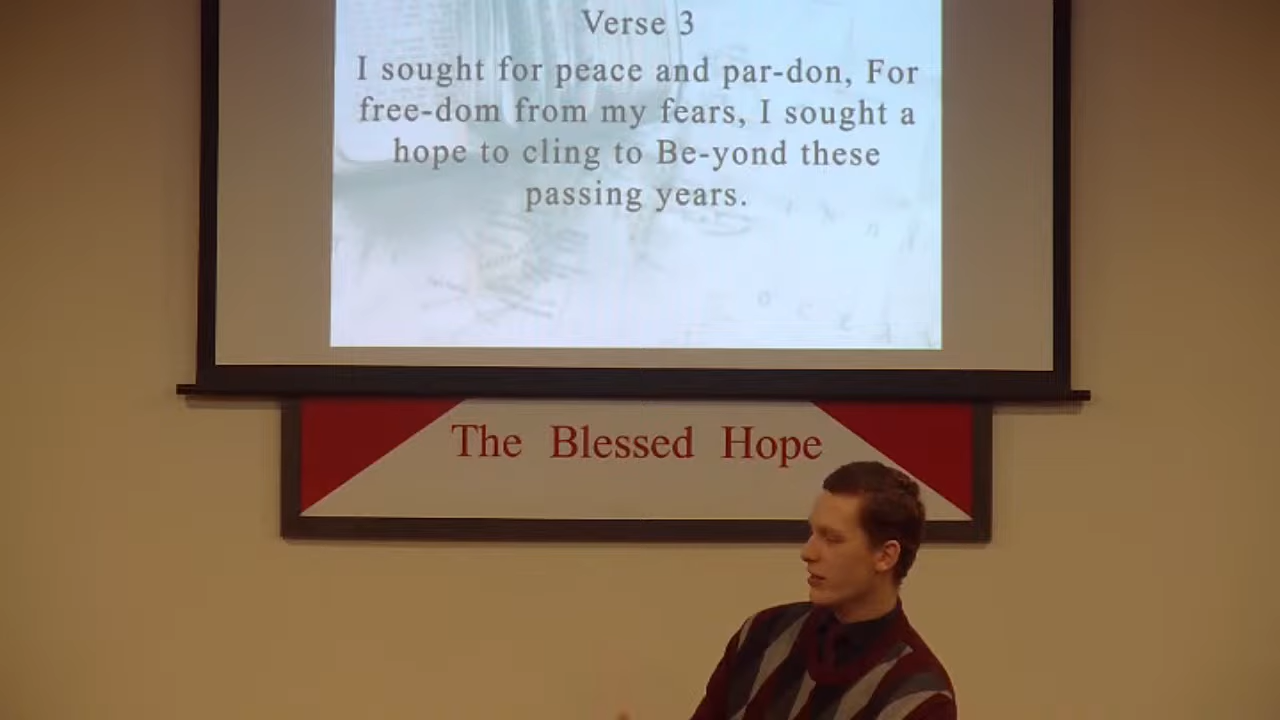 Verse 3
I sought for peace and par-don, For
free-dom from my fears, I sought a
hope to cling to Be-yond these
passing years.
The Blessed Hope